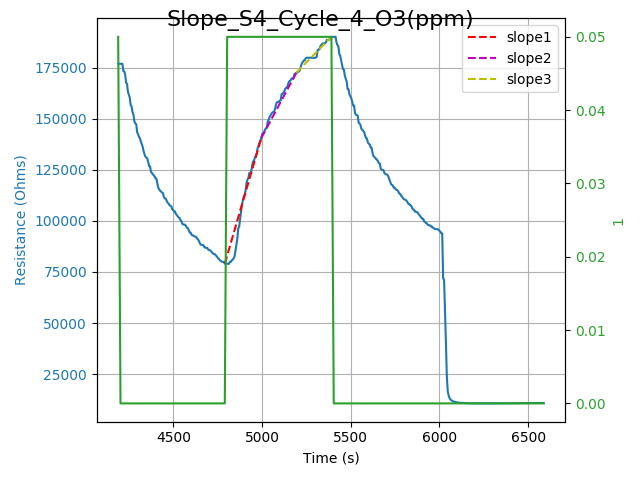 Slope_S4_Cycle_4_O3(ppm)
slope1
slope2
slope3
175000
150000
125000
100000
75000
50000
25000
Resistance (Ohms)
0.05
0.04
0.03
0.02
0.01
0.00
1
4500 5000 5500 6000 6500
Time (s)